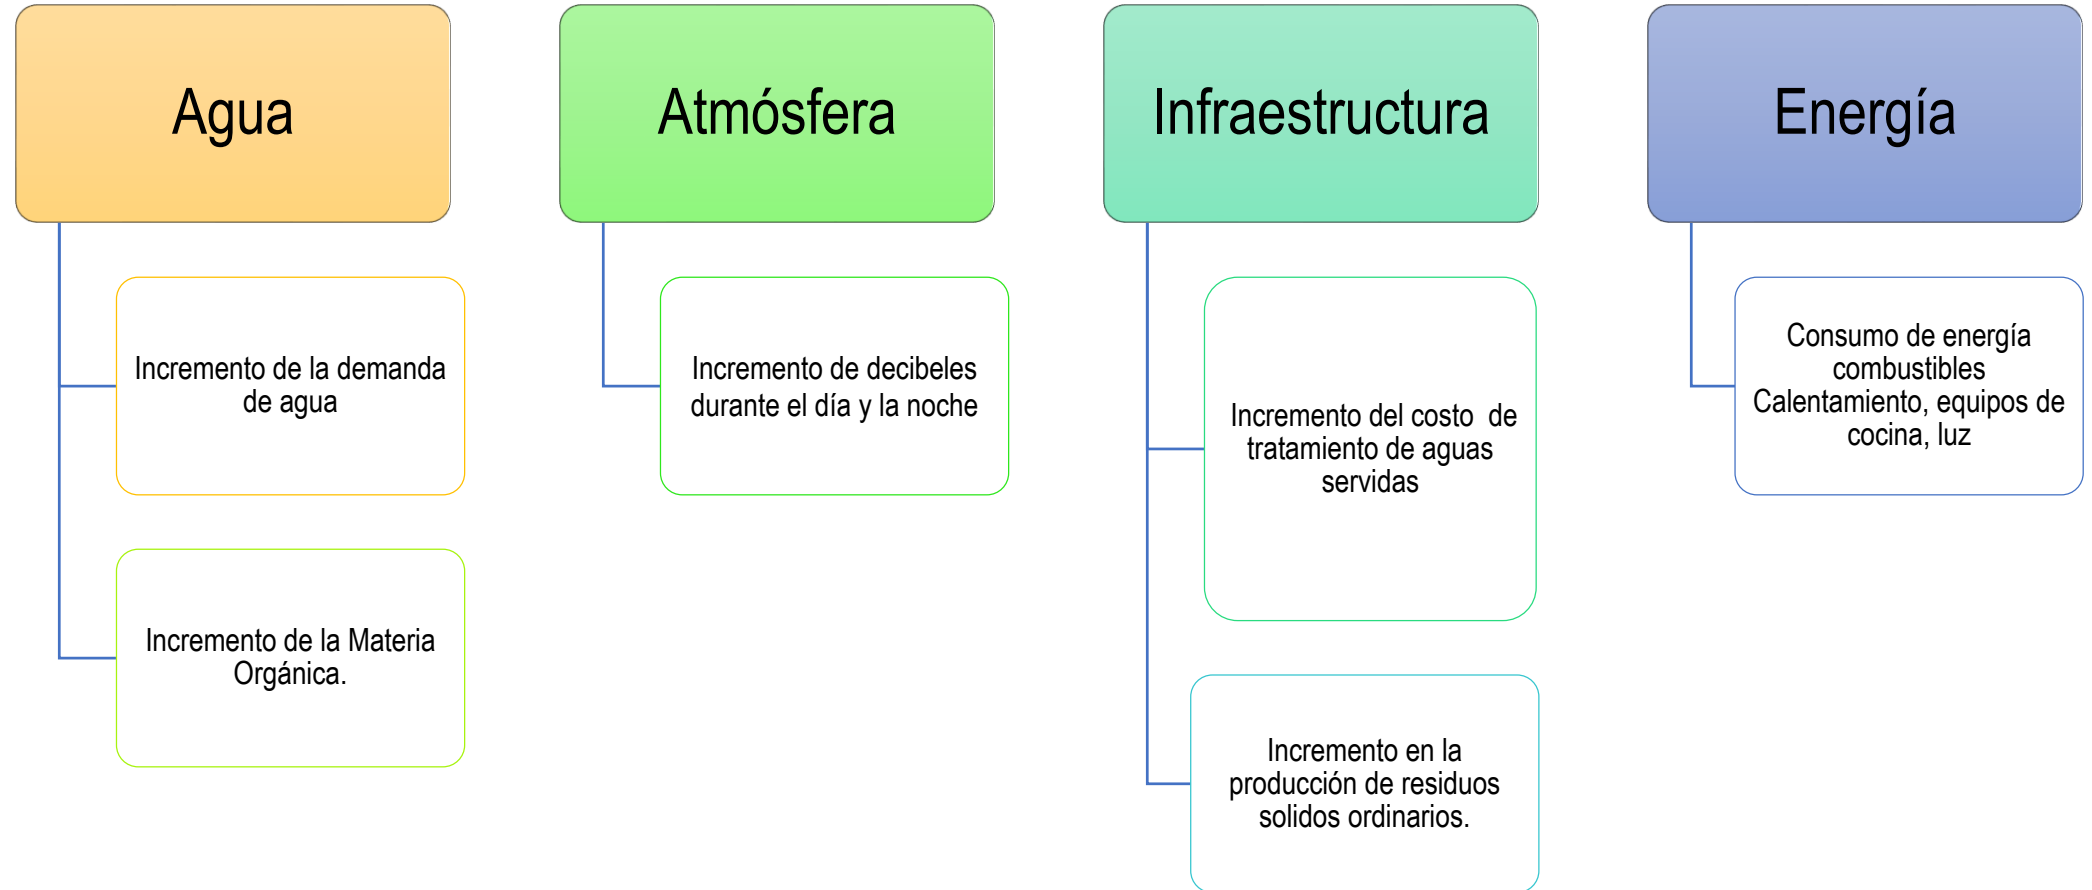 Agua
Incremento de la demanda
de agua
Incremento de la Materia
Orgánica.
Atmósfera
Incremento de decibeles
durante el día y la noche
Infraestructura
Incremento del costo  de
tratamiento de aguas
servidas
Incremento en la
producción de residuos
solidos ordinarios.
Energía
Consumo de energía
combustibles
Calentamiento, equipos de
cocina, luz